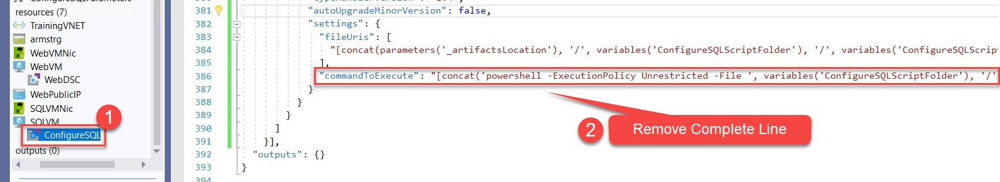 ConfigureSQLParameters
resources (7)
TrainingVNET
armstrg
WebVMNic
WebVM
WebDSC
WebPublicIP
SQLVMNic
SQLVM
ConfigureSQL
outputs (0)
1
381 "autoUpgradeMinorVersion": false,
382 "settings": {
383 "fileUris": [
384 "[concat(parameters('_artifactsLocation'), '/', variables('ConfigureSQLScriptFolder'), '/', variables('ConfigureSQLScrip
385 ],
386 "commandToExecute": "[concat('powershell -ExecutionPolicy Unrestricted -File ', variables('ConfigureSQLScriptFolder'), '/'
387 }
388 }
389 }
390 ]
391 }],
392 "outputs": {}
393 }
394
2 Remove Complete Line